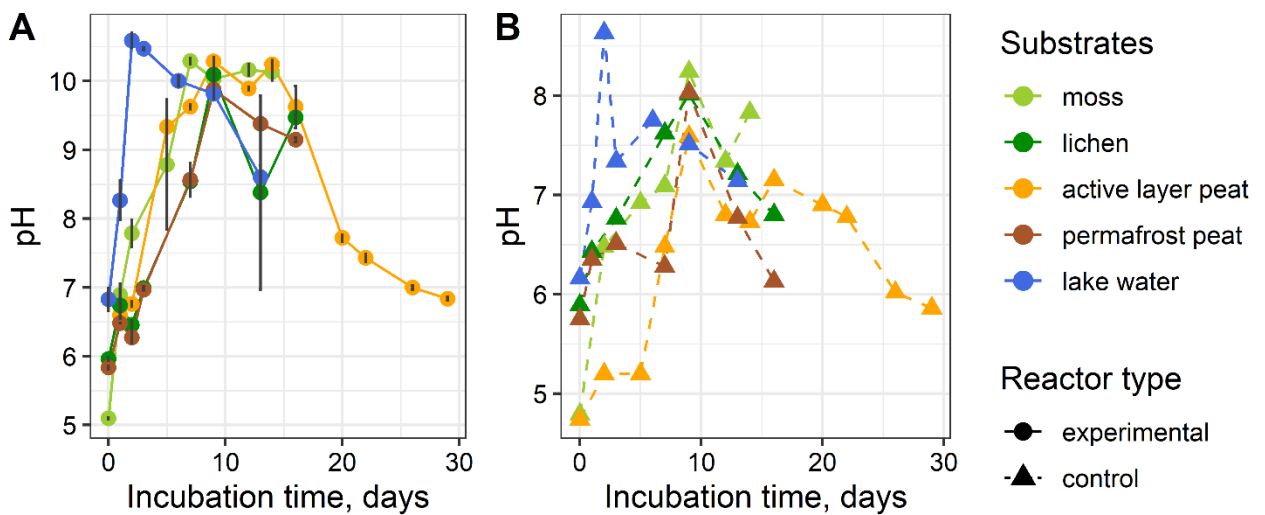 A
10
9
8
7
6
5
pH
0 10 20 30
Incubation time, days
B
8
7
6
5
pH
0 10 20 30
Incubation time, days
Substrates
moss
lichen
active layer peat
permafrost peat
lake water
Reactor type
experimental
control